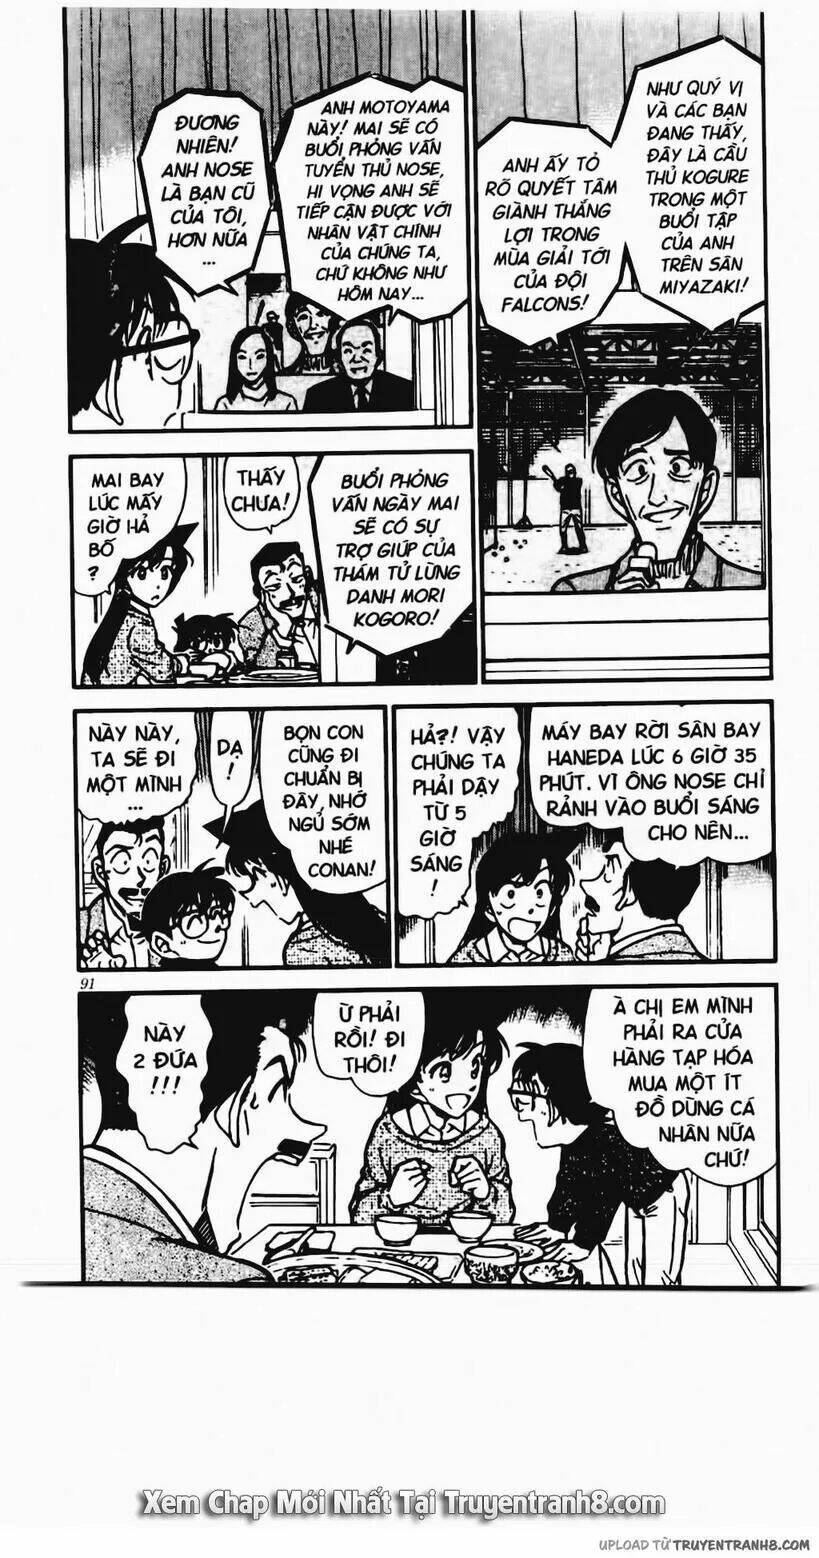 NHƯ QUÝ VỊ
VÀ CÁC BẠN
ĐANG THẤY,
ĐÂY LÀ CẦU
THỦ KOGURE
TRONG MỘT
BUỔI TẬP
CỦA ANH
TRÊN SÂN
MIYAZAKI!
ANH ẤY TỎ
RÕ QUYẾT TÂM
GIÀNH THẮNG
LỢI TRONG
MÙA GIẢI TỚI
CỦA ĐỘI
FALCONS!
ANH MOTOYAMA
NÀY! MAI SẼ CÓ
BUỔI PHỎNG VẤN
TUYỂN THỦ NOSE,
HI VỌNG ANH SẼ
TIẾP CẬN ĐƯỢC VỚI
NHÂN VẬT CHÍNH
CỦA CHÚNG TA,
CHỨ KHÔNG NHƯ
HÔM NAY...
ĐƯƠNG
NHIÊN!
ANH NOSE
LÀ BẠN CŨ
CỦA TÔI,
HƠN NỮA
...
BUỔI PHỎNG
VẤN NGÀY MAI
SẼ CÓ SỰ
TRỢ GIÚP CỦA
THÁM TỬ LỪNG
DANH MORI
KOGORO!
THẤY
CHƯA!
MAI BAY
LÚC MẤY
GIỜ HẢ
BỐ
?
MÁY BAY RỜI SÂN BAY
HANEDA LÚC 6 GIỜ 35
PHÚT. VÌ ÔNG NOSE CHỈ
RẢNH VÀO BUỔI SÁNG
CHO NÊN...
HẢ?! VẬY
CHÚNG TA
PHẢI DẬY
TỪ 5
GIỜ
SÁNG
!
BỌN CON
CŨNG ĐI
CHUẨN BỊ
ĐÂY, NHỚ
NGỦ SỚM
NHÉ
CONAN!
DẠ
!
NÀY NÀY,
TA SẼ ĐI
MỘT MÌNH
...
91
À CHỊ EM MÌNH
PHẢI RA CỬA
HÀNG TẠP HÓA
MUA MỘT ÍT
ĐỒ DÙNG CÁ
NHÂN NỮA
CHỨ!
Ừ PHẢI
RỒI! ĐI
THÔI!
NÀY
2 ĐỨA
!!!
Xem Chap Mới Nhất Tại Truyentranh8.com
UPLOAD TỪ TRUYENTRANH8.COM